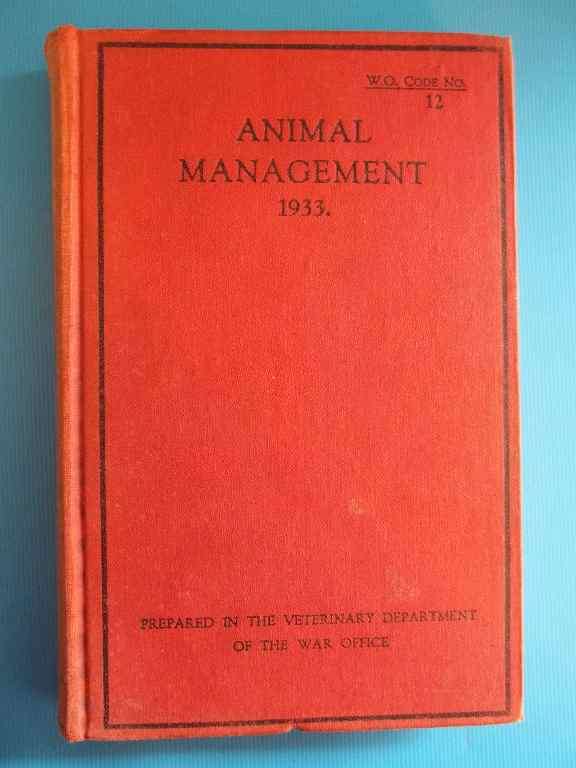 W.O. CODE NO.
12
ANIMAL
MANAGEMENT
1933.
PREPARED IN THE VETERINARY DEPARTMENT
OF THE WAR OFFICE